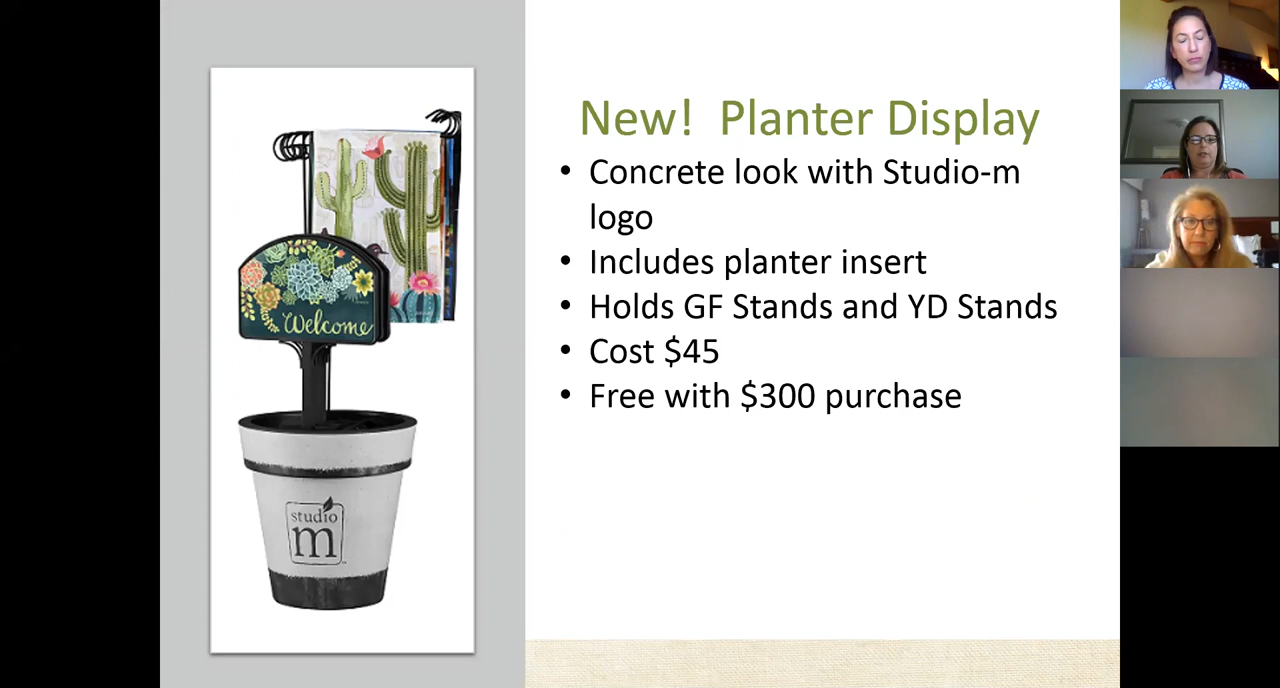 New!  Planter Display
• Concrete look with Studio-m
logo
• Includes planter insert
• Holds GF Stands and YD Stands
• Cost $45
• Free with $300 purchase
Welcome
studio
m